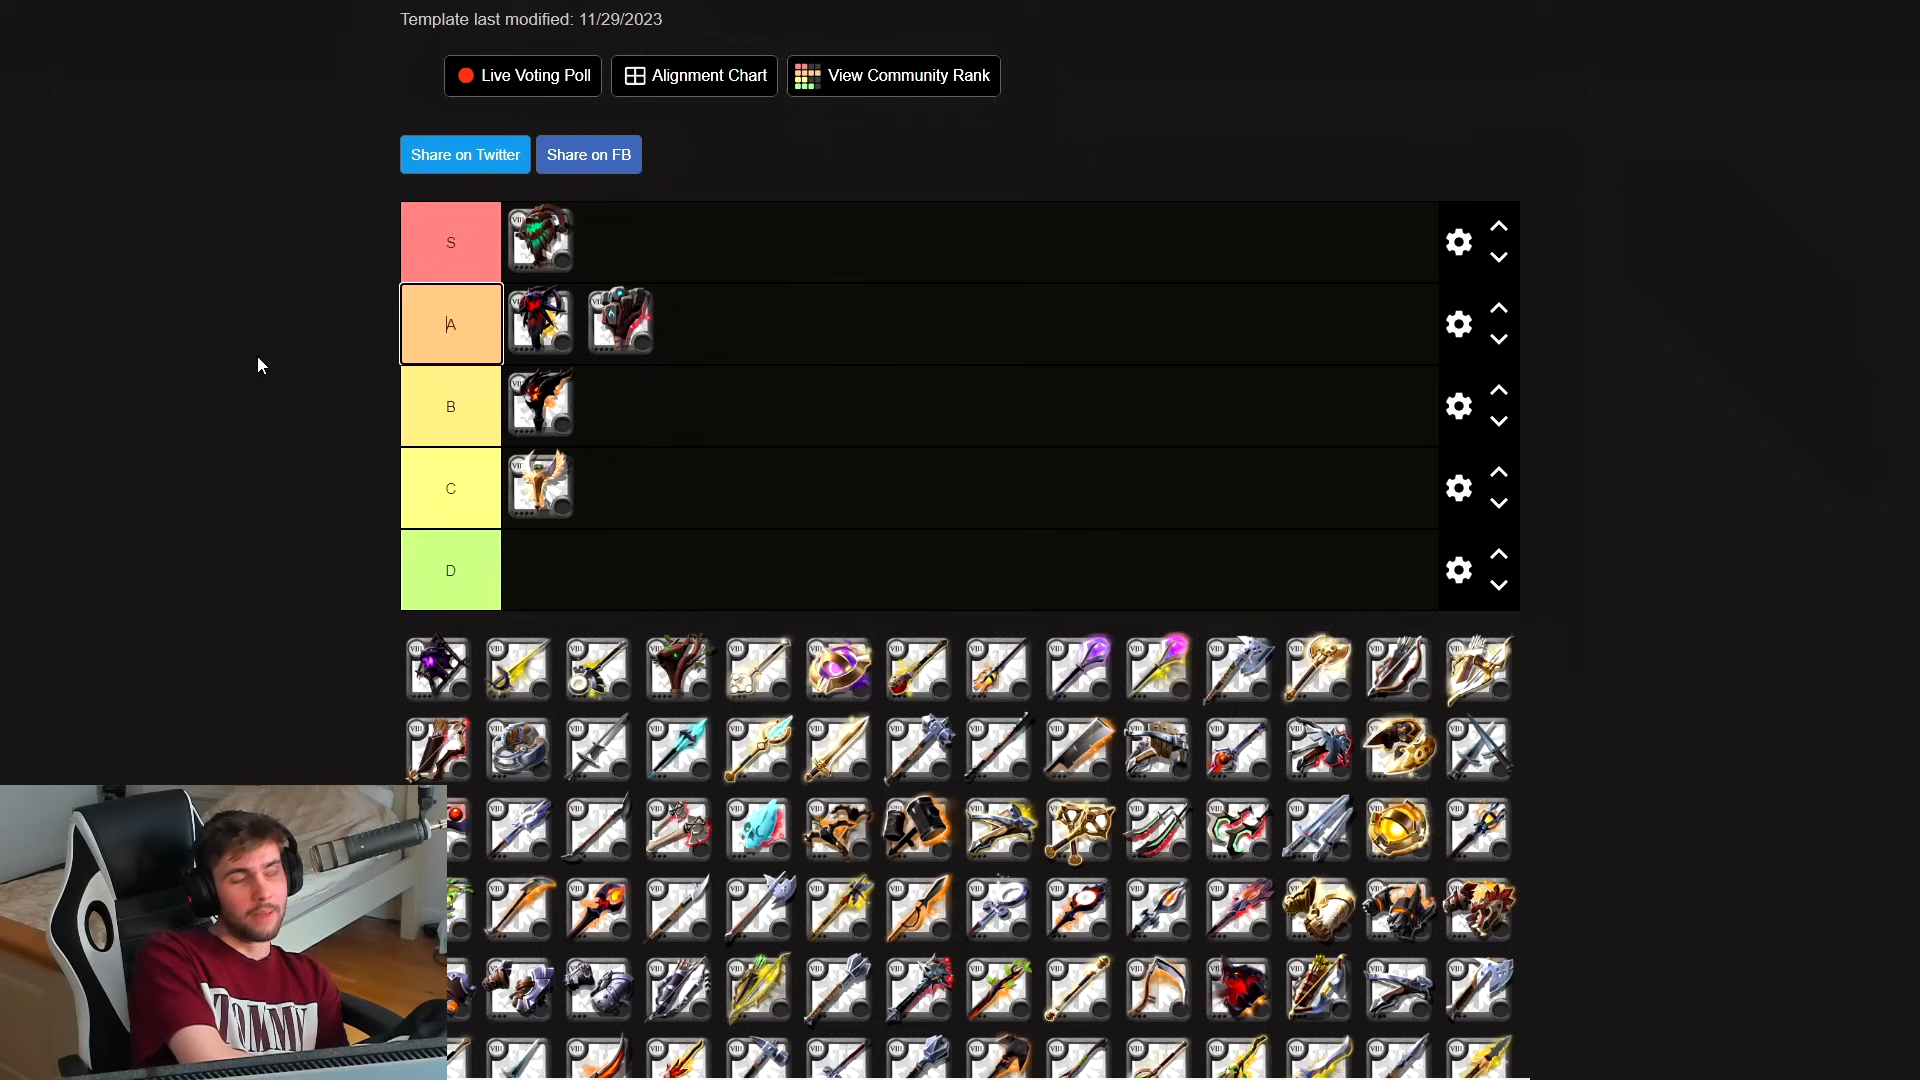 Template last modified: 11/29/2023
Live Voting Poll
Alignment Chart
View Community Rank
Share on Twitter
Share on FB
S
A
B
C
D
TOMMY